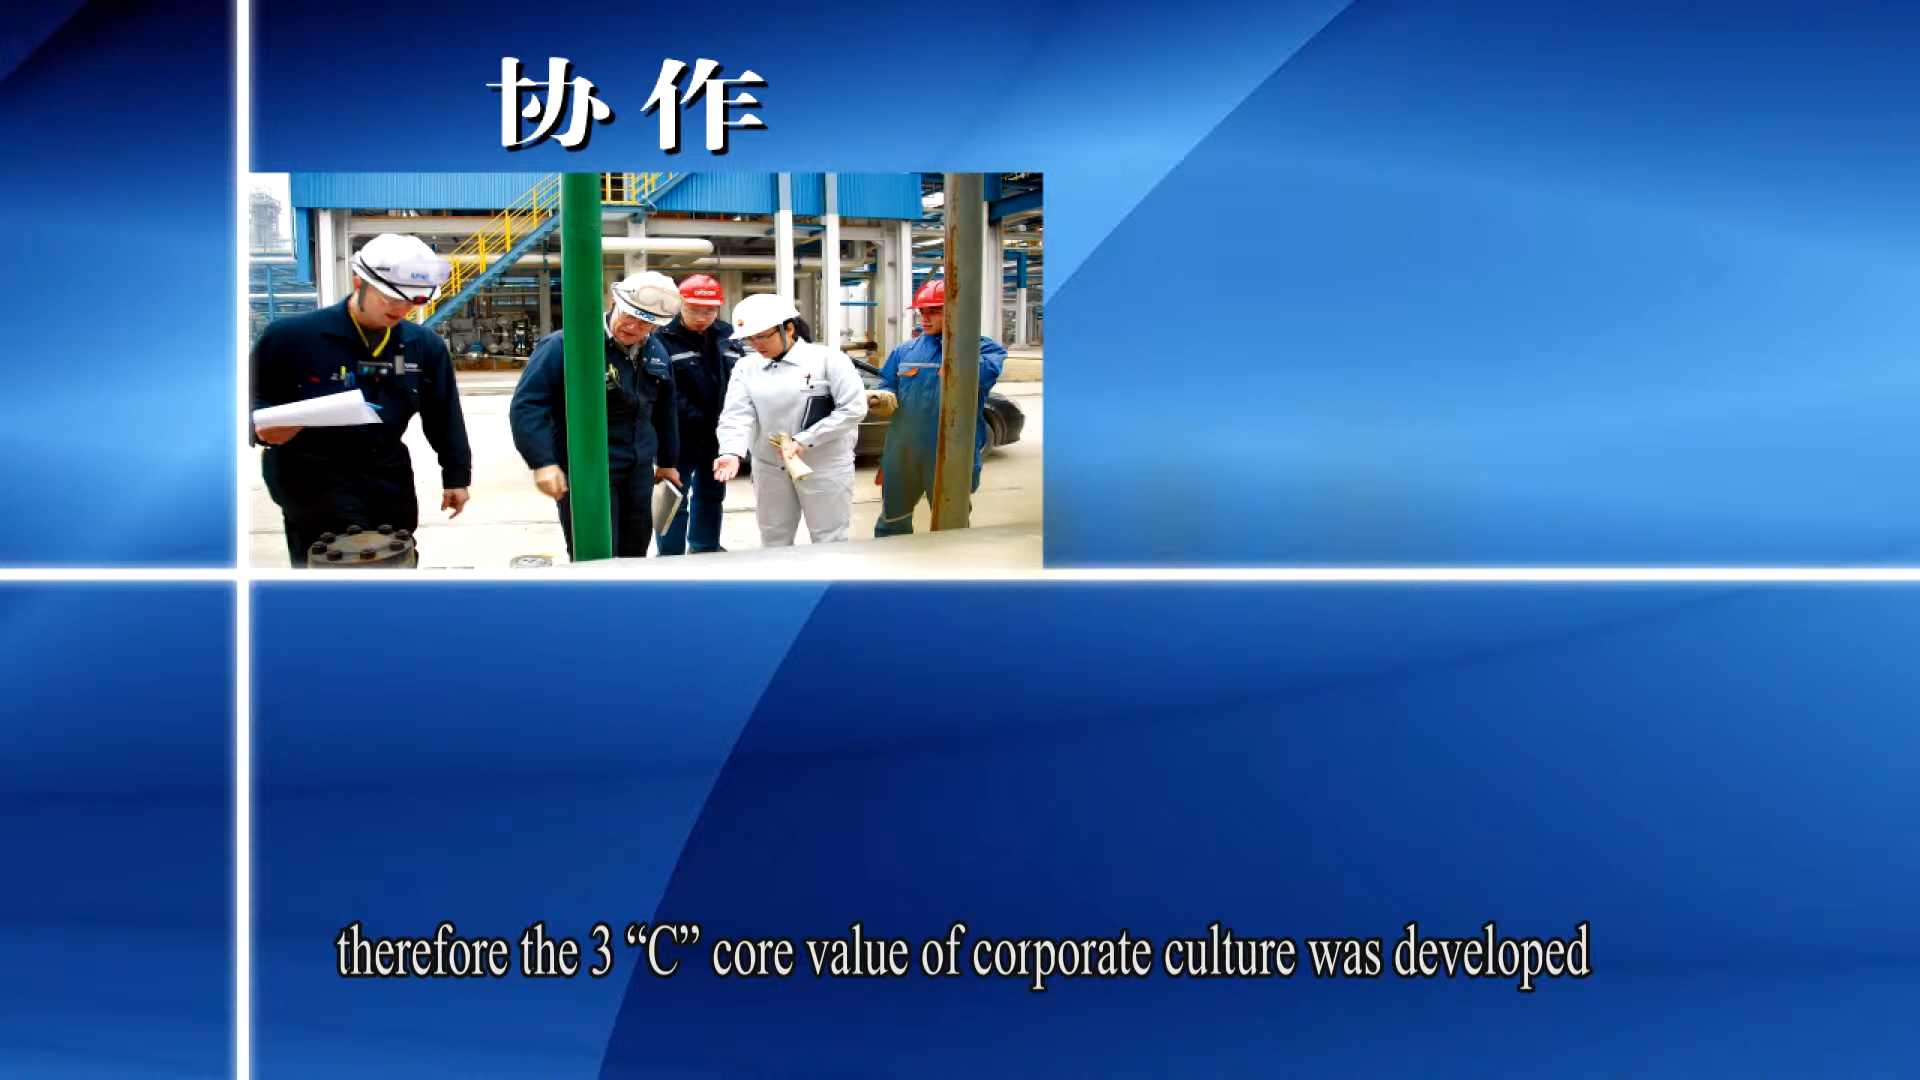 协作
therefore the 3 “C” core value of corporate culture was developed